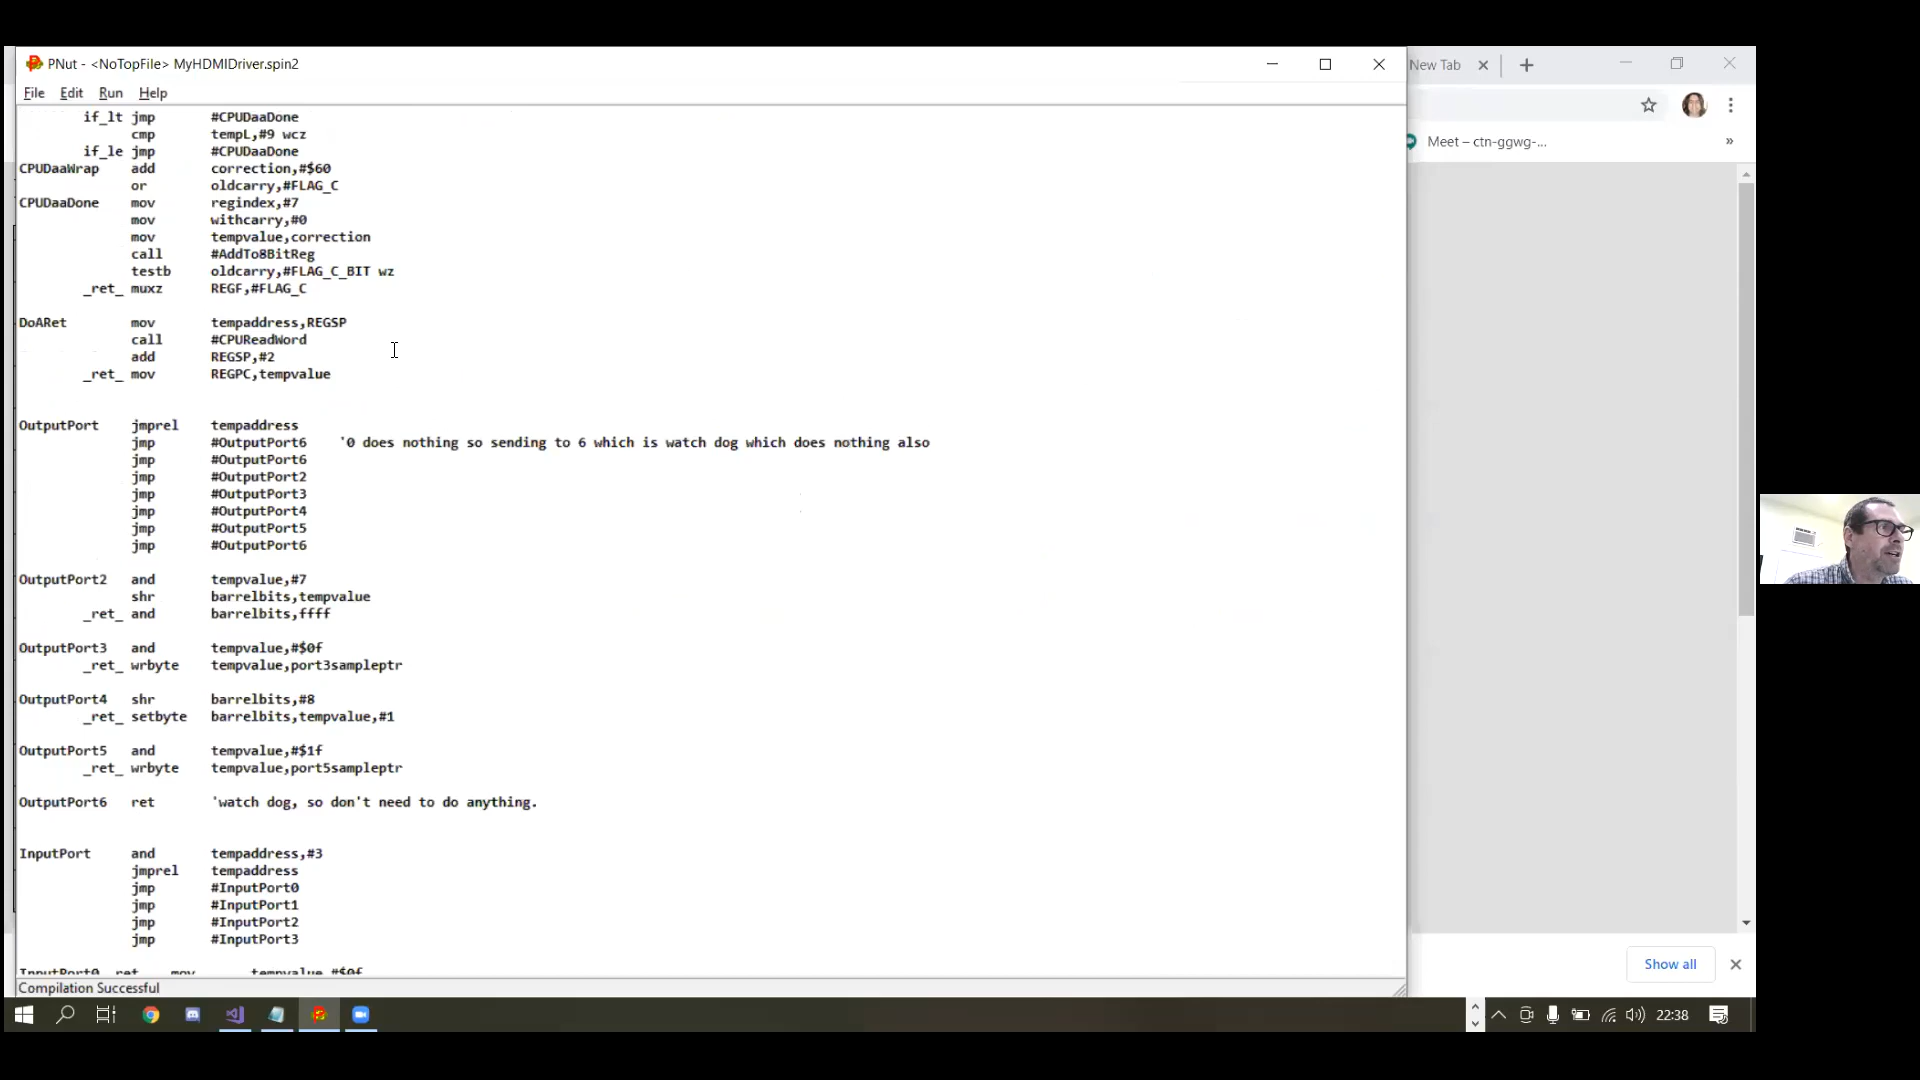 PNut - <NoTopFile> MyHDMIDriver.spin2
New Tab
File Edit Run Help
Meet – ctn-ggwg-...
if_lt jmp #CPUDaaDone
cmp tempL,#9 wcz
if_le jmp #CPUDaaDone
CPUDaaWrap add correction,#$60
or oldcarry,#FLAG_C
CPUDaaDone mov regindex,#7
mov withcarry,#0
mov tempvalue,correction
call #AddTo8BitReg
testb oldcarry,#FLAG_C_BIT wz
_ret_ muxz REGF,#FLAG_C
DoARet mov tempaddress,REGSP
call #CPUReadWord
add REGSP,#2
_ret_ mov REGPC,tempvalue
OutputPort jmprel tempaddress
jmp #OutputPort6 '0 does nothing so sending to 6 which is watch dog which does nothing also
jmp #OutputPort6
jmp #OutputPort2
jmp #OutputPort3
jmp #OutputPort4
jmp #OutputPort5
jmp #OutputPort6
OutputPort2 and tempvalue,#7
shr barrelbits,tempvalue
_ret_ and barrelbits,ffff
OutputPort3 and tempvalue,#$0f
_ret_ wrbyte tempvalue,port3sampleptr
OutputPort4 shr barrelbits,#8
_ret_ setbyte barrelbits,tempvalue,#1
OutputPort5 and tempvalue,#$1f
_ret_ wrbyte tempvalue,port5sampleptr
OutputPort6 ret 'watch dog, so don't need to do anything.
InputPort and tempaddress,#3
jmprel tempaddress
jmp #InputPort0
jmp #InputPort1
jmp #InputPort2
jmp #InputPort3
InputPort0 _ret_ mov tempvalue,#$0f
Show all
Compilation Successful
22:38